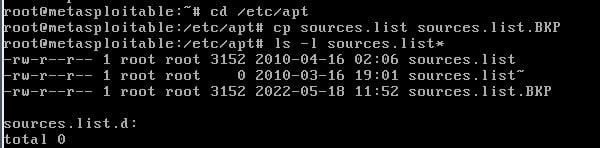 root@metasploitable:~# cd /etc/apt
root@metasploitable:/etc/apt# cp sources.list sources.list.BKP
root@metasploitable:/etc/apt# ls -l sources.list*
-rw-r--r-- 1 root root 3152 2010-04-16 02:06 sources.list
-rw-r--r-- 1 root root    0 2010-03-16 19:01 sources.list~
-rw-r--r-- 1 root root 3152 2022-05-18 11:52 sources.list.BKP

sources.list.d:
total 0